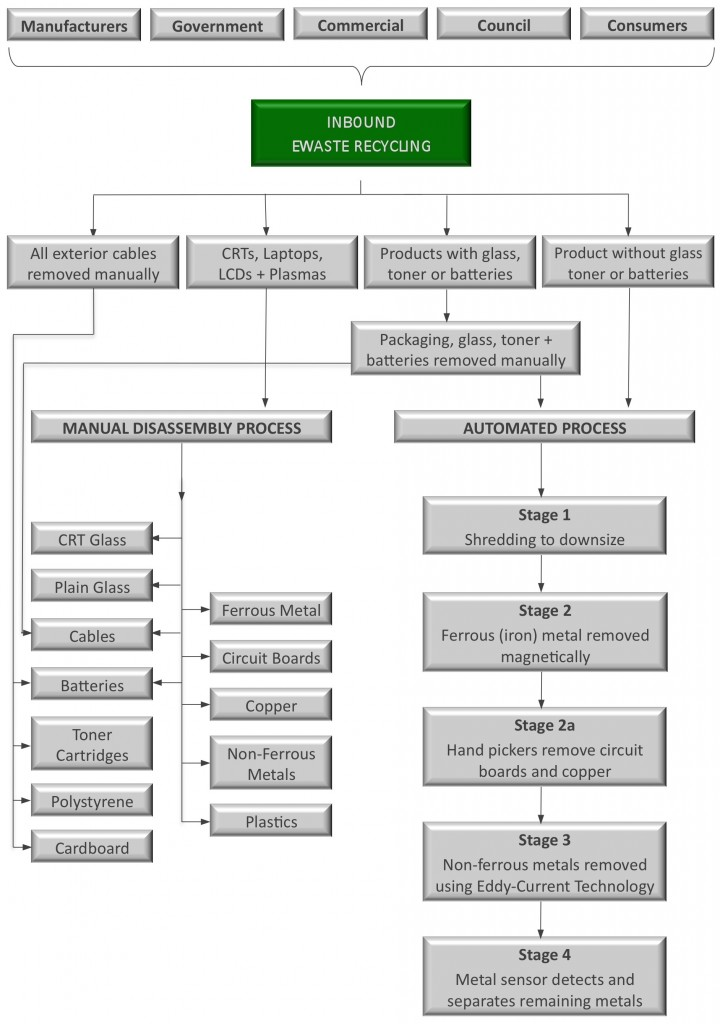 Manufacturers
Government
Commercial
Council
Consumers
INBOUND
EWASTE RECYCLING
All exterior cables
removed manually
CRTs, Laptops,
LCDs + Plasmas
Products with glass,
toner or batteries
Product without glass
toner or batteries
Packaging, glass, toner +
batteries removed manually
MANUAL DISASSEMBLY PROCESS
CRT Glass
Plain Glass
Cables
Batteries
Toner
Cartridges
Polystyrene
Cardboard
Ferrous Metal
Circuit Boards
Copper
Non-Ferrous
Metals
Plastics
AUTOMATED PROCESS
Stage 1
Shredding to downsize
Stage 2
Ferrous (iron) metal removed
magnetically
Stage 2a
Hand pickers remove circuit
boards and copper
Stage 3
Non-ferrous metals removed
using Eddy-Current Technology
Stage 4
Metal sensor detects and
separates remaining metals